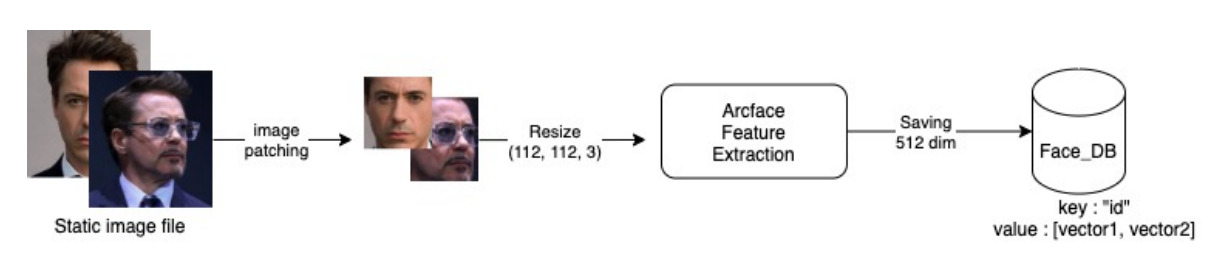 Static image file
image
patching
Resize
(112, 112, 3)
Arcface
Feature
Extraction
Saving
512 dim
Face_DB
key : "id"
value : [vector1, vector2]